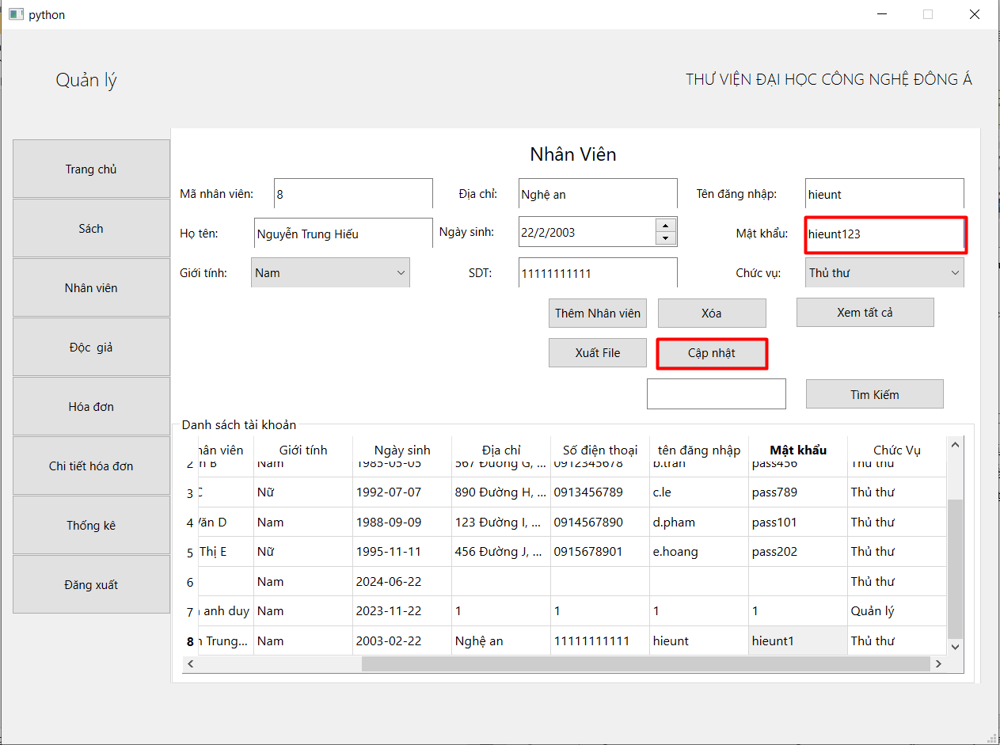 python
Quản lý
THƯ VIỆN ĐẠI HỌC CÔNG NGHỆ ĐÔNG Á
Trang chủ
Sách
Nhân viên
Độc giả
Hóa đơn
Chi tiết hóa đơn
Thống kê
Đăng xuất
Nhân Viên
Mã nhân viên: 8 Địa chỉ: Nghệ an Tên đăng nhập: hieunt
Họ tên: Nguyễn Trung Hiếu Ngày sinh: 22/2/2003 Mật khẩu: hieunt123
Giới tính: Nam SDT: 11111111111 Chức vụ: Thủ thư
Thêm Nhân viên Xóa Xem tất cả
Xuất File Cập nhật
Tìm Kiếm
Danh sách tài khoản
hân viên Giới tính Ngày sinh Địa chỉ Số điện thoại tên đăng nhập Mật khẩu Chức Vụ
2 n B Nam 1985-05-05 567 Đường G, ... 0912345678 b.tran pass456 Thủ thư
3 C Nữ 1992-07-07 890 Đường H, ... 0913456789 c.le pass789 Thủ thư
4 Văn D Nam 1988-09-09 123 Đường I, ... 0914567890 d.pham pass101 Thủ thư
5 Thị E Nữ 1995-11-11 456 Đường J, ... 0915678901 e.hoang pass202 Thủ thư
6 Nam 2024-06-22 Thủ thư
7 anh duy Nam 2023-11-22 1 1 1 1 Quản lý
8 n Trung... Nam 2003-02-22 Nghệ an 11111111111 hieunt hieunt1 Thủ thư